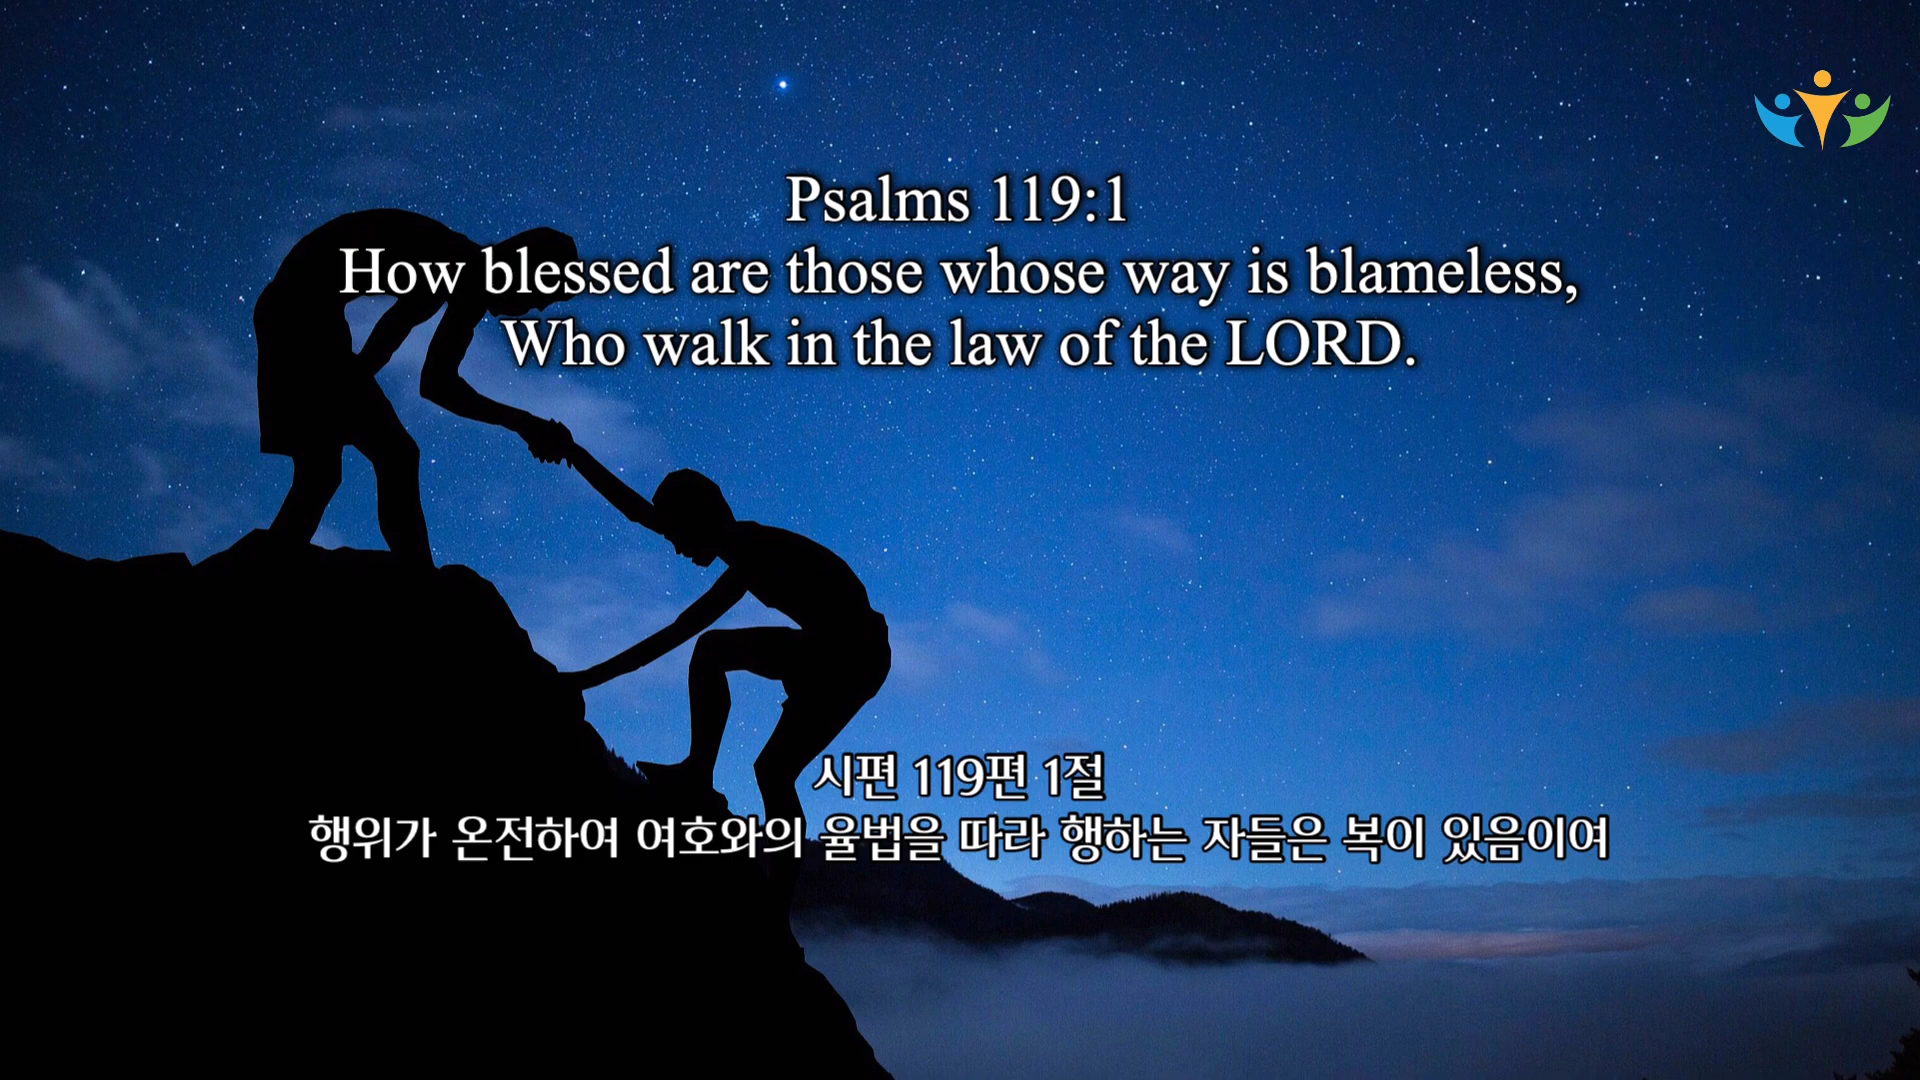 Psalms 119:1
How blessed are those whose way is blameless,
Who walk in the law of the LORD.
시편 119편 1절
행위가 온전하여 여호와의 율법을 따라 행하는 자들은 복이 있음이여